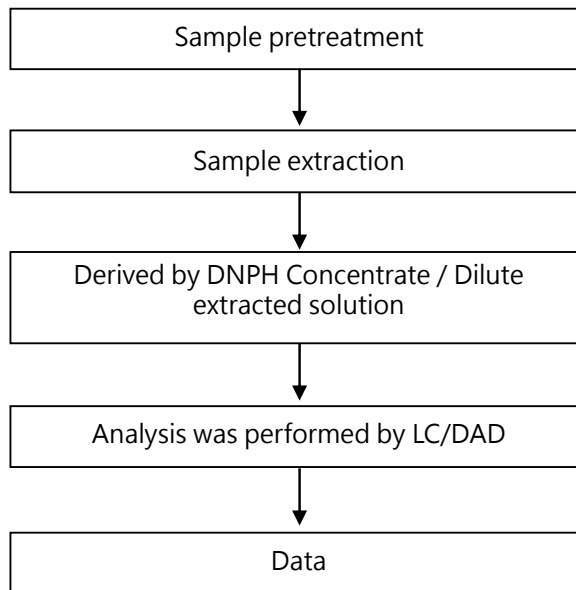 Sample pretreatment
Sample extraction
Derived by DNPH Concentrate / Dilute
extracted solution
Analysis was performed by LC/DAD
Data